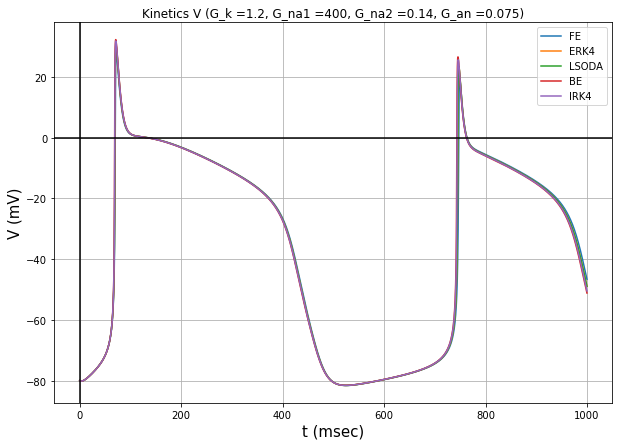 Kinetics V (G_k =1.2, G_na1 =400, G_na2 =0.14, G_an =0.075)
FE
ERK4
LSODA
BE
IRK4
20
0
−20
−40
−60
−80
V (mV)
0 200 400 600 800 1000
t (msec)